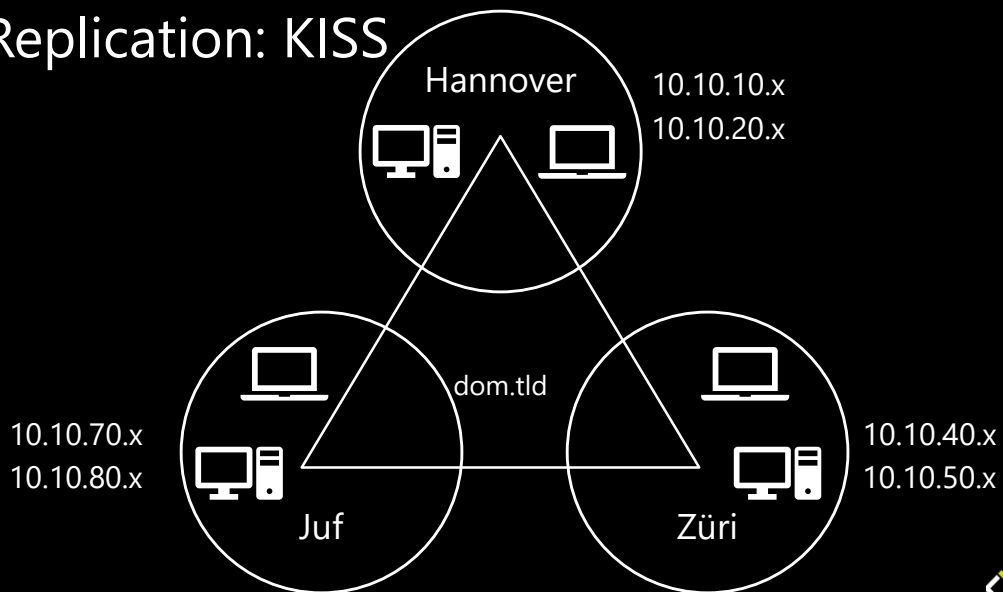 Replication: KISS
Hannover
10.10.10.x
10.10.20.x
dom.tld
10.10.70.x
10.10.80.x
Juf
10.10.40.x
10.10.50.x
Züri